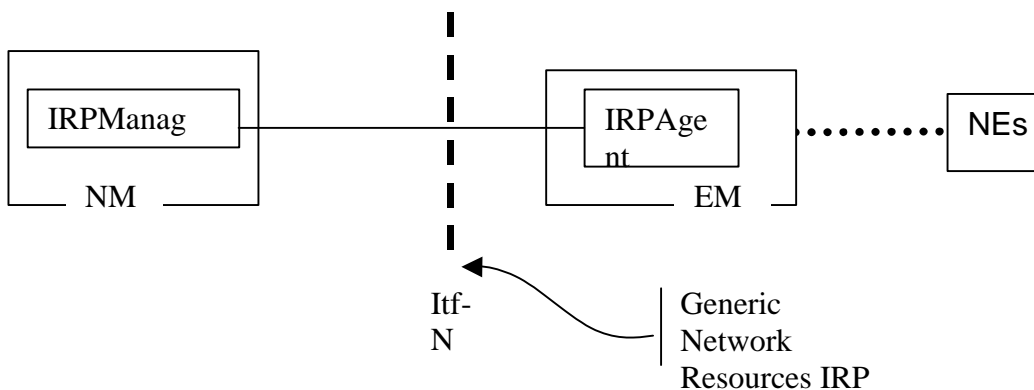 IRPManag
NM
IRPAge
nt
EM
NEs
Itf-
N
Generic
Network
Resources IRP